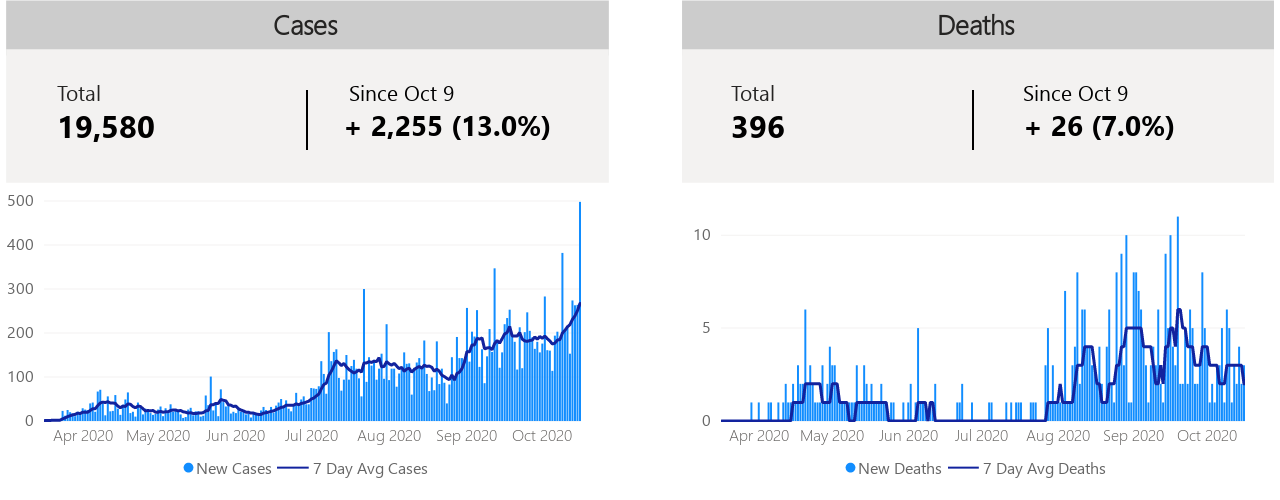 Cases
Total
19,580
Since Oct 9
+ 2,255 (13.0%)
500
400
300
200
100
0
Apr 2020 May 2020 Jun 2020 Jul 2020 Aug 2020 Sep 2020 Oct 2020
New Cases 7 Day Avg Cases
Deaths
Total
396
Since Oct 9
+ 26 (7.0%)
10
5
0
Apr 2020 May 2020 Jun 2020 Jul 2020 Aug 2020 Sep 2020 Oct 2020
New Deaths 7 Day Avg Deaths